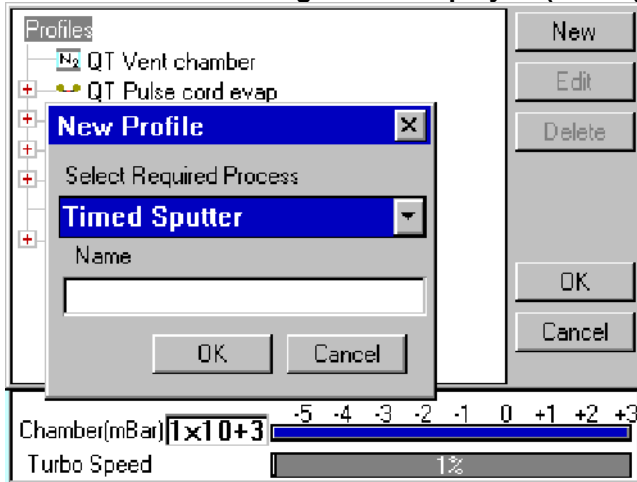 Profiles
N2 QT Vent chamber
QT Pulse cord evap
New Profile
Select Required Process
Timed Sputter
Name
OK Cancel
New
Edit
Delete
OK
Cancel
-5 -4 -3 -2 -1 0 +1 +2 +3
Chamber(mBar) 1x10+3
Turbo Speed 1%